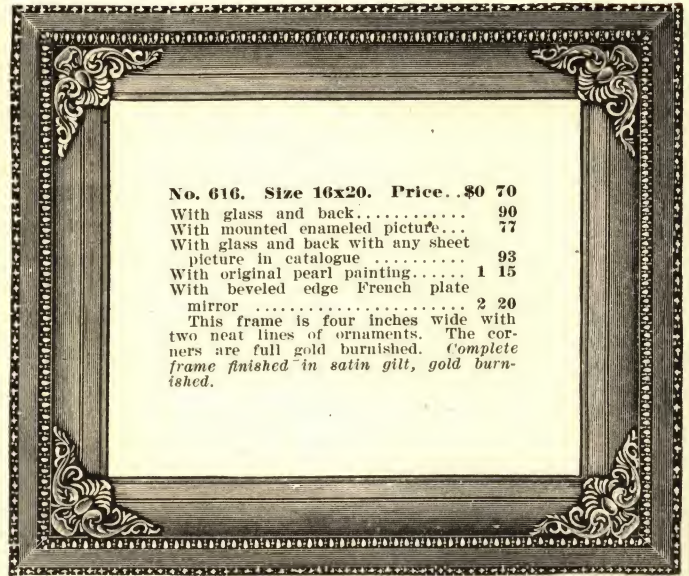 No. 616. Size 16x20. Price..$0 70
With glass and back............ 90
With mounted enameled picture... 77
With glass and back with any sheet
picture in catalogue .......... 93
With original pearl painting...... 1 15
With beveled edge French plate
mirror ........................ 2 20
This frame is four inches wide with
two neat lines of ornaments. The cor-
ners are full gold burnished. Complete
frame finished in satin gilt, gold burn-
ished.